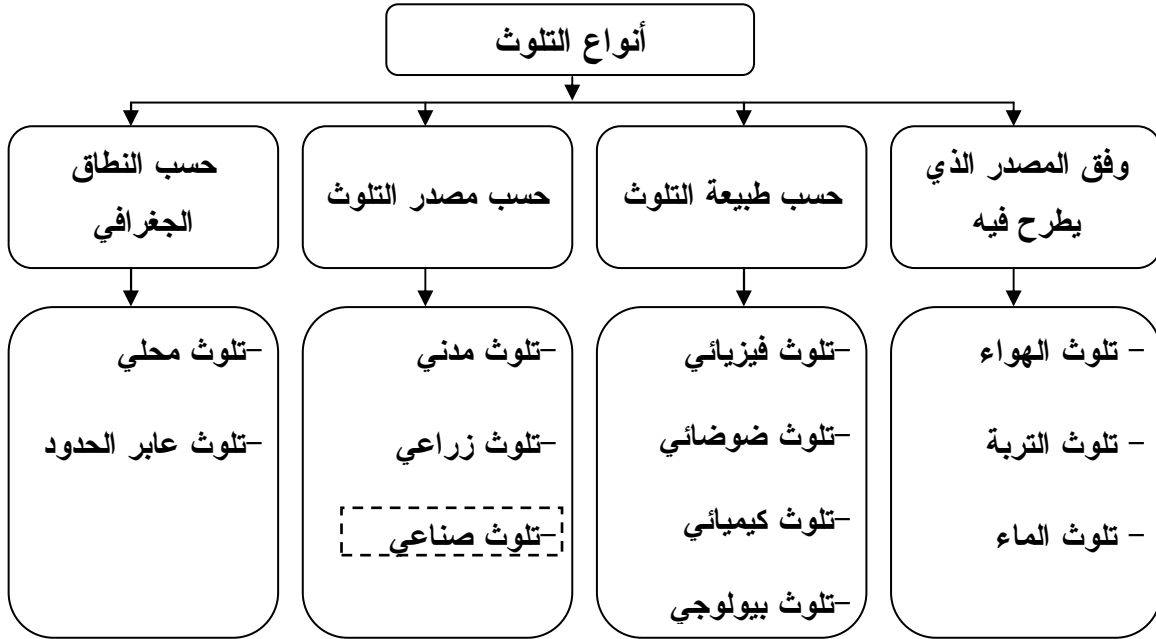 أنواع التلوث
وفق المصدر الذي
يطرح فيه
حسب طبيعة التلوث
حسب مصدر التلوث
حسب النطاق
الجغرافي
- تلوث الهواء
- تلوث التربة
- تلوث الماء
-تلوث فيزيائي
-تلوث ضوضائي
-تلوث كيميائي
-تلوث بيولوجي
-تلوث مدني
-تلوث زراعي
-تلوث صناعي
-تلوث محلي
-تلوث عابر الحدود